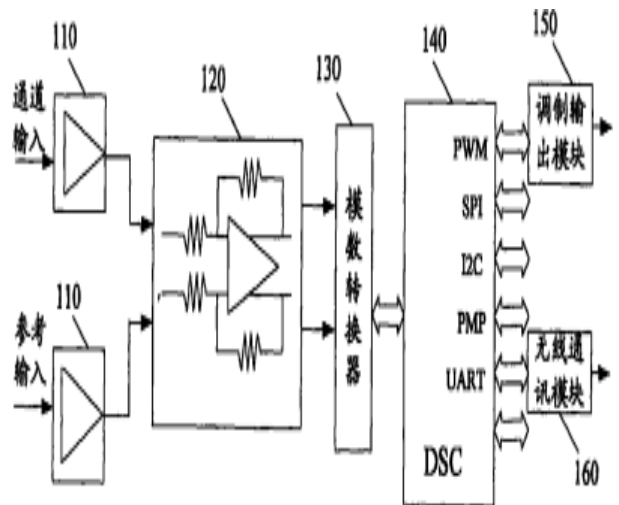 110
120
130
140
150
通道
输入
调制输
出模块
PWM
SPI
I2C
模数转换器
110
参考
输入
PMP
UART
无线通
讯模块
DSC
160